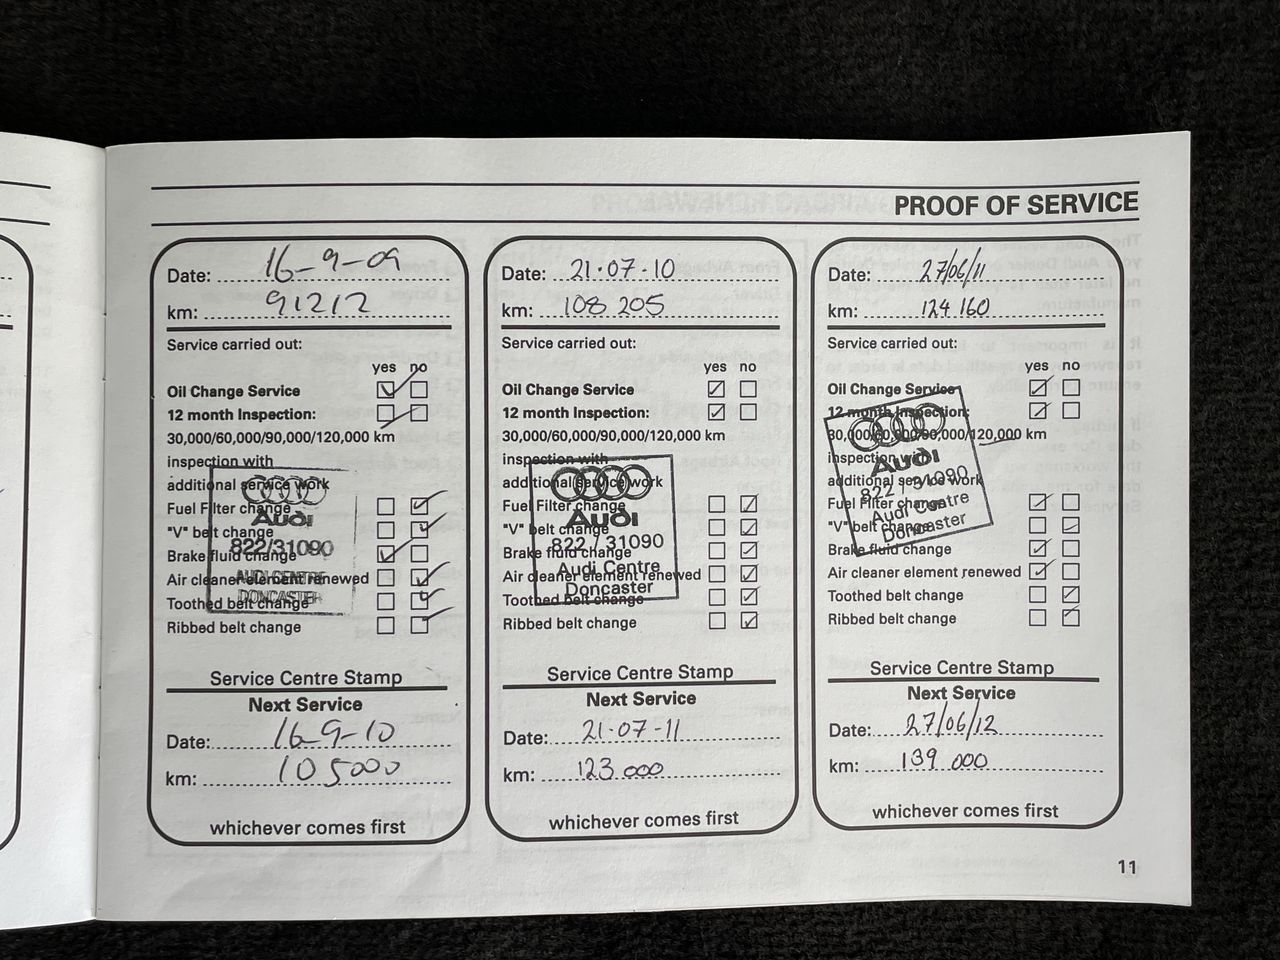 PROOF OF SERVICE
Date: 16-9-09
km: 91212
Service carried out:
yes no
Oil Change Service
12 month Inspection:
30,000/60,000/90,000/120,000 km
inspection with
additional service work
Fuel Filter change
"V" belt change
Brake fluid change
Air cleaner element renewed
Toothed belt change
Ribbed belt change
Audi
822/31090
AUDI CENTRE
DONCASTER
Service Centre Stamp
Next Service
Date: 16-9-10
km: 105000
whichever comes first
Date: 21.07.10
km: 108 205
Service carried out:
yes no
Oil Change Service
12 month Inspection:
30,000/60,000/90,000/120,000 km
inspection with
additional service work
Fuel Filter change
"V" belt change
Brake fluid change
Air cleaner element renewed
Toothed belt change
Ribbed belt change
Audi
822 / 31090
Audi Centre
Doncaster
Service Centre Stamp
Next Service
Date: 21.07.11
km: 123 000
whichever comes first
Date: 27/06/11
km: 124 160
Service carried out:
yes no
Oil Change Service
12 month Inspection:
30,000/60,000/90,000/120,000 km
inspection with
additional service work
Fuel Filter change
"V" belt change
Brake fluid change
Air cleaner element renewed
Toothed belt change
Ribbed belt change
Audi
822 / 31090
Audi Centre
Doncaster
Service Centre Stamp
Next Service
Date: 27/06/12
km: 139 000
whichever comes first
11